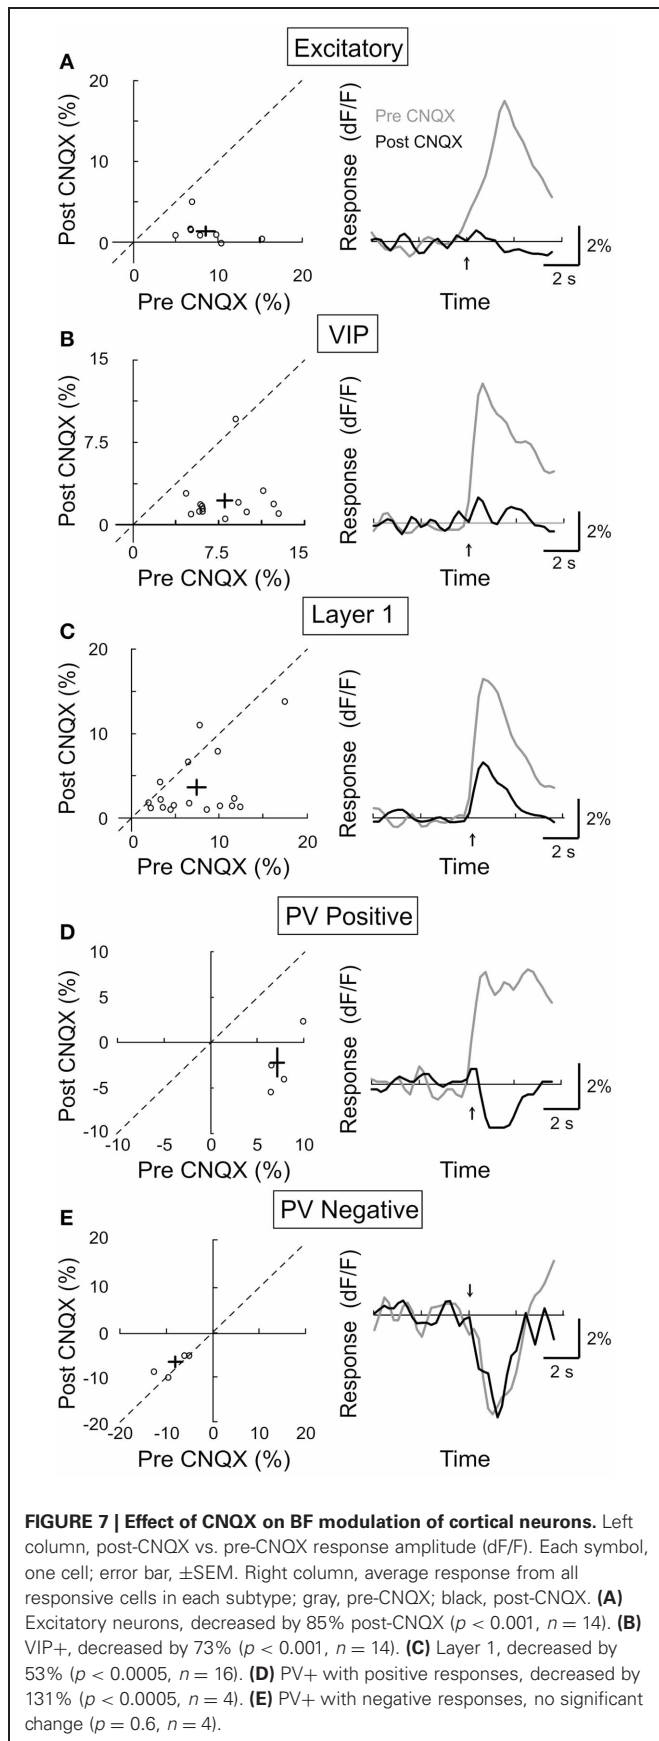 Excitatory
A
20
10
0
Post CNQX (%)
0
10
20
Pre CNQX (%)
Response (dF/F)
Pre CNQX
Post CNQX
2%
2 s
Time
VIP
B
15
7.5
0
Post CNQX (%)
0
7.5
15
Pre CNQX (%)
Response (dF/F)
2%
2 s
Time
Layer 1
C
20
10
0
Post CNQX (%)
0
10
20
Pre CNQX (%)
Response (dF/F)
2%
2 s
Time
PV Positive
D
10
5
0
-5
-10
Post CNQX (%)
-10
-5
0
5
10
Pre CNQX (%)
Response (dF/F)
2%
2 s
Time
PV Negative
E
20
10
0
-10
-20
Post CNQX (%)
-20
-10
0
10
20
Pre CNQX (%)
Response (dF/F)
2%
2 s
Time
FIGURE 7 | Effect of CNQX on BF modulation of cortical neurons. Left
column, post-CNQX vs. pre-CNQX response amplitude (dF/F). Each symbol,
one cell; error bar, ±SEM. Right column, average response from all
responsive cells in each subtype; gray, pre-CNQX; black, post-CNQX. (A)
Excitatory neurons, decreased by 85% post-CNQX (p < 0.001, n = 14). (B)
VIP+, decreased by 73% (p < 0.001, n = 14). (C) Layer 1, decreased by
53% (p < 0.0005, n = 16). (D) PV+ with positive responses, decreased by
131% (p < 0.0005, n = 4). (E) PV+ with negative responses, no significant
change (p = 0.6, n = 4).